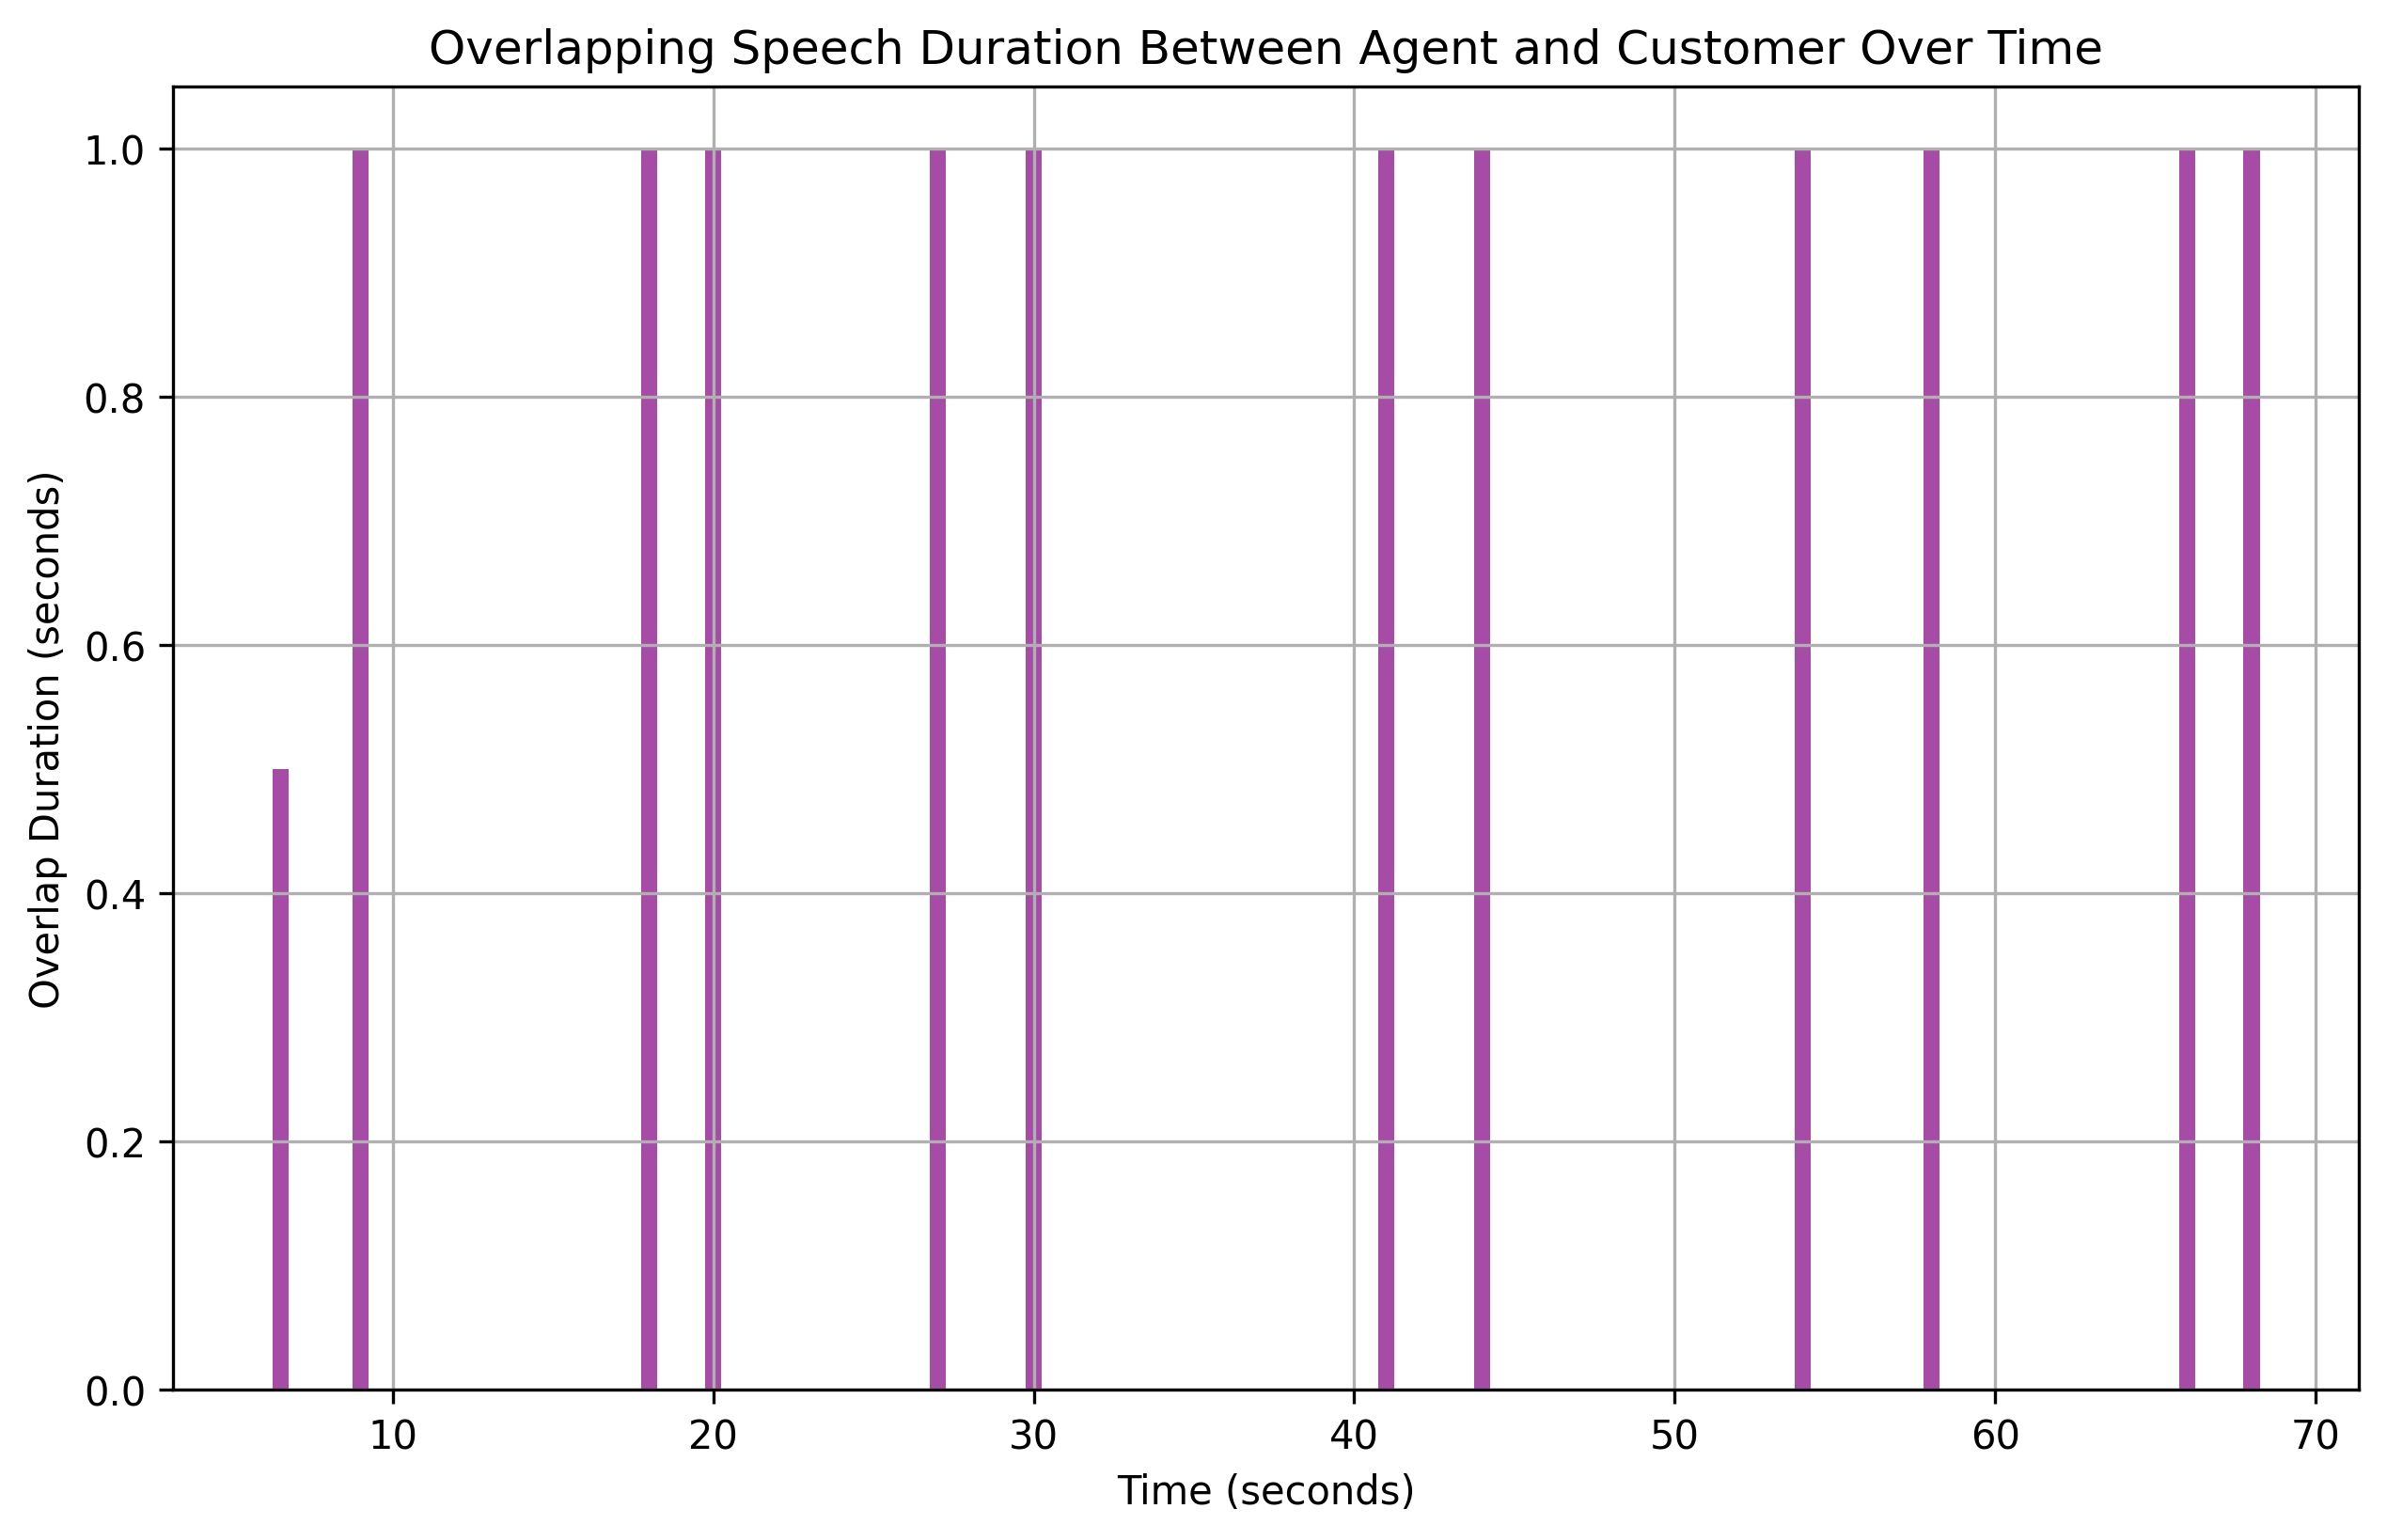 Overlapping Speech Duration Between Agent and Customer Over Time
Overlap Duration (seconds)
1.0
0.8
0.6
0.4
0.2
0.0
10 20 30 40 50 60 70
Time (seconds)